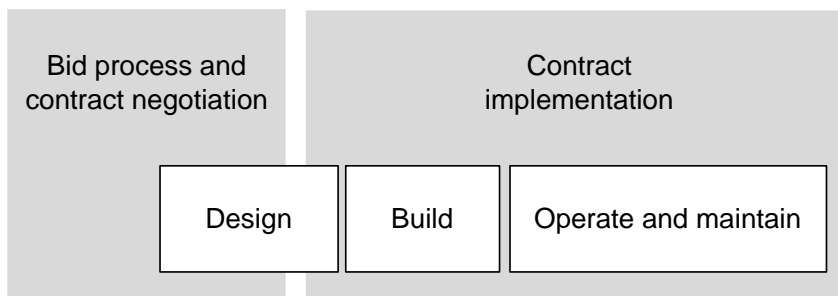 Bid process and
contract negotiation
Contract
implementation
Design
Build
Operate and maintain